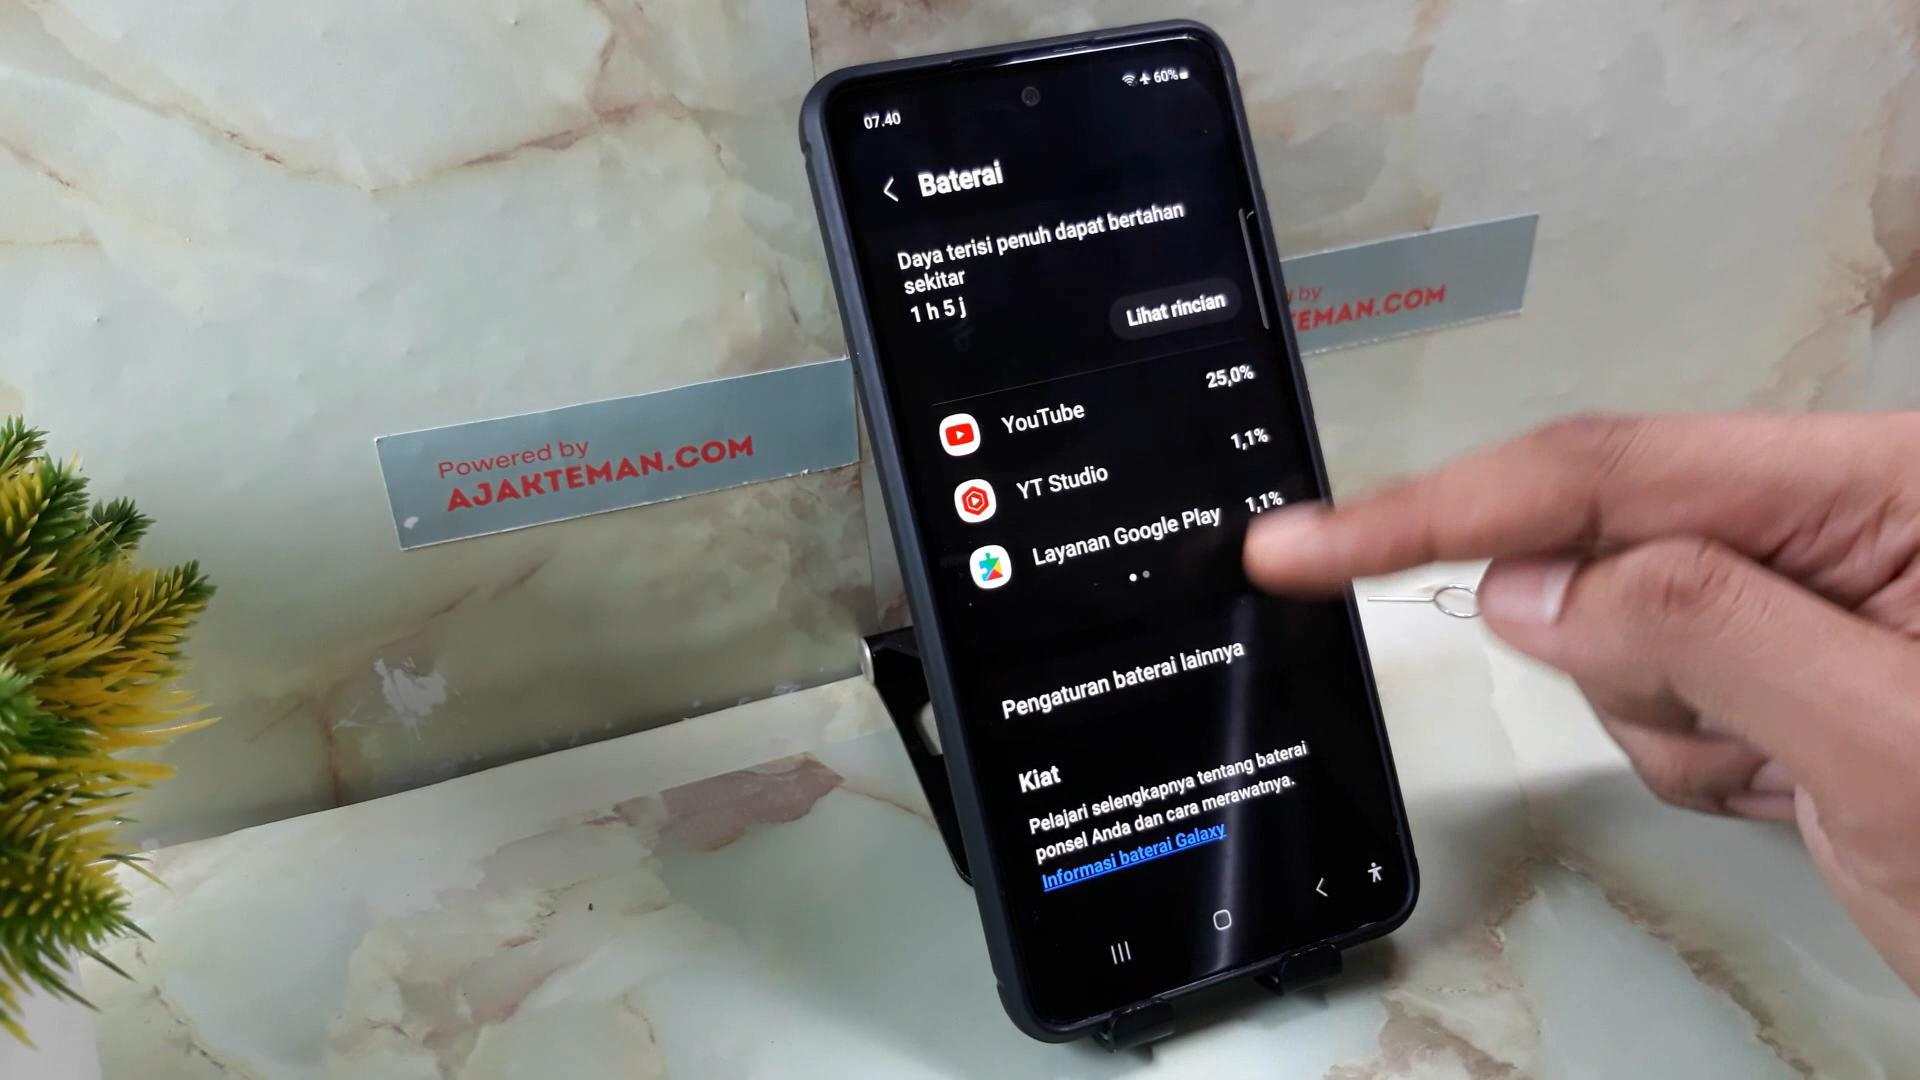 07.40
60%
Baterai
Daya terisi penuh dapat bertahan
sekitar
1 h 5 j
Lihat rincian
YouTube
25,0%
YT Studio
1,1%
Layanan Google Play
1,1%
Pengaturan baterai lainnya
Kiat
Pelajari selengkapnya tentang baterai
ponsel Anda dan cara merawatnya.
Informasi baterai Galaxy
Powered by
AJAKTEMAN.COM
by
TEMAN.COM